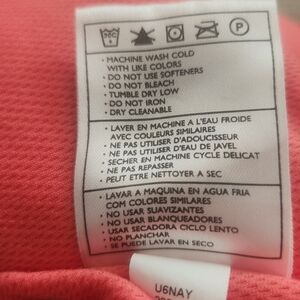 P
• MACHINE WASH COLD
WITH LIKE COLORS
• DO NOT USE SOFTENERS
• DO NOT BLEACH
• TUMBLE DRY LOW
• DO NOT IRON
• DRY CLEANABLE
• LAVER EN MACHINE A L'EAU FROIDE
AVEC COULEURS SIMILAIRES
• NE PAS UTILISER D'ADOUCISSEUR
• NE PAS UTILISER D'EAU DE JAVEL
• SECHER EN MACHINE CYCLE DELICAT
• NE PAS REPASSER
• PEUT ETRE NETTOYER A SEC
• LAVAR A MAQUINA EN AGUA FRIA
COM COLORES SIMILARES
• NO USAR SUAVIZANTES
• NO USAR BLANQUEADORES
• USAR SECADORA CICLO LENTO
• NO PLANCHAR
• SE PUEDE LAVAR EN SECO
U6NAY